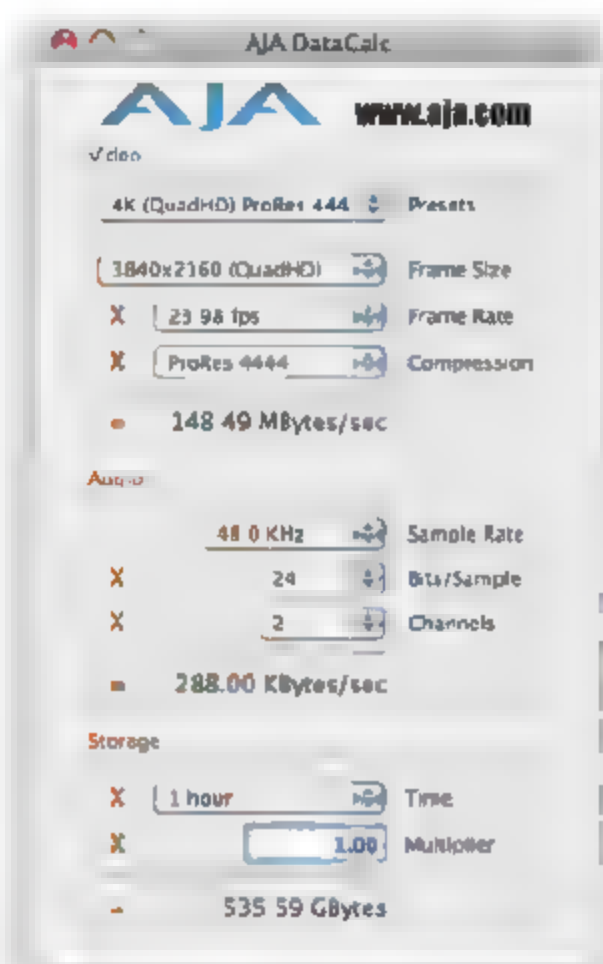 AJA DataCalc
AJA www.aja.com
Video
4K (QuadHD) ProRes 444 Presets
3840x2160 (QuadHD) Frame Size
X 23.98 fps Frame Rate
X ProRes 4444 Compression
= 148.49 MBytes/sec
Audio
48.0 KHz Sample Rate
X 24 Bits/Sample
X 2 Channels
= 288.00 KBytes/sec
Storage
X 1 hour Time
X 1.00 Multiplier
= 535.59 GBytes